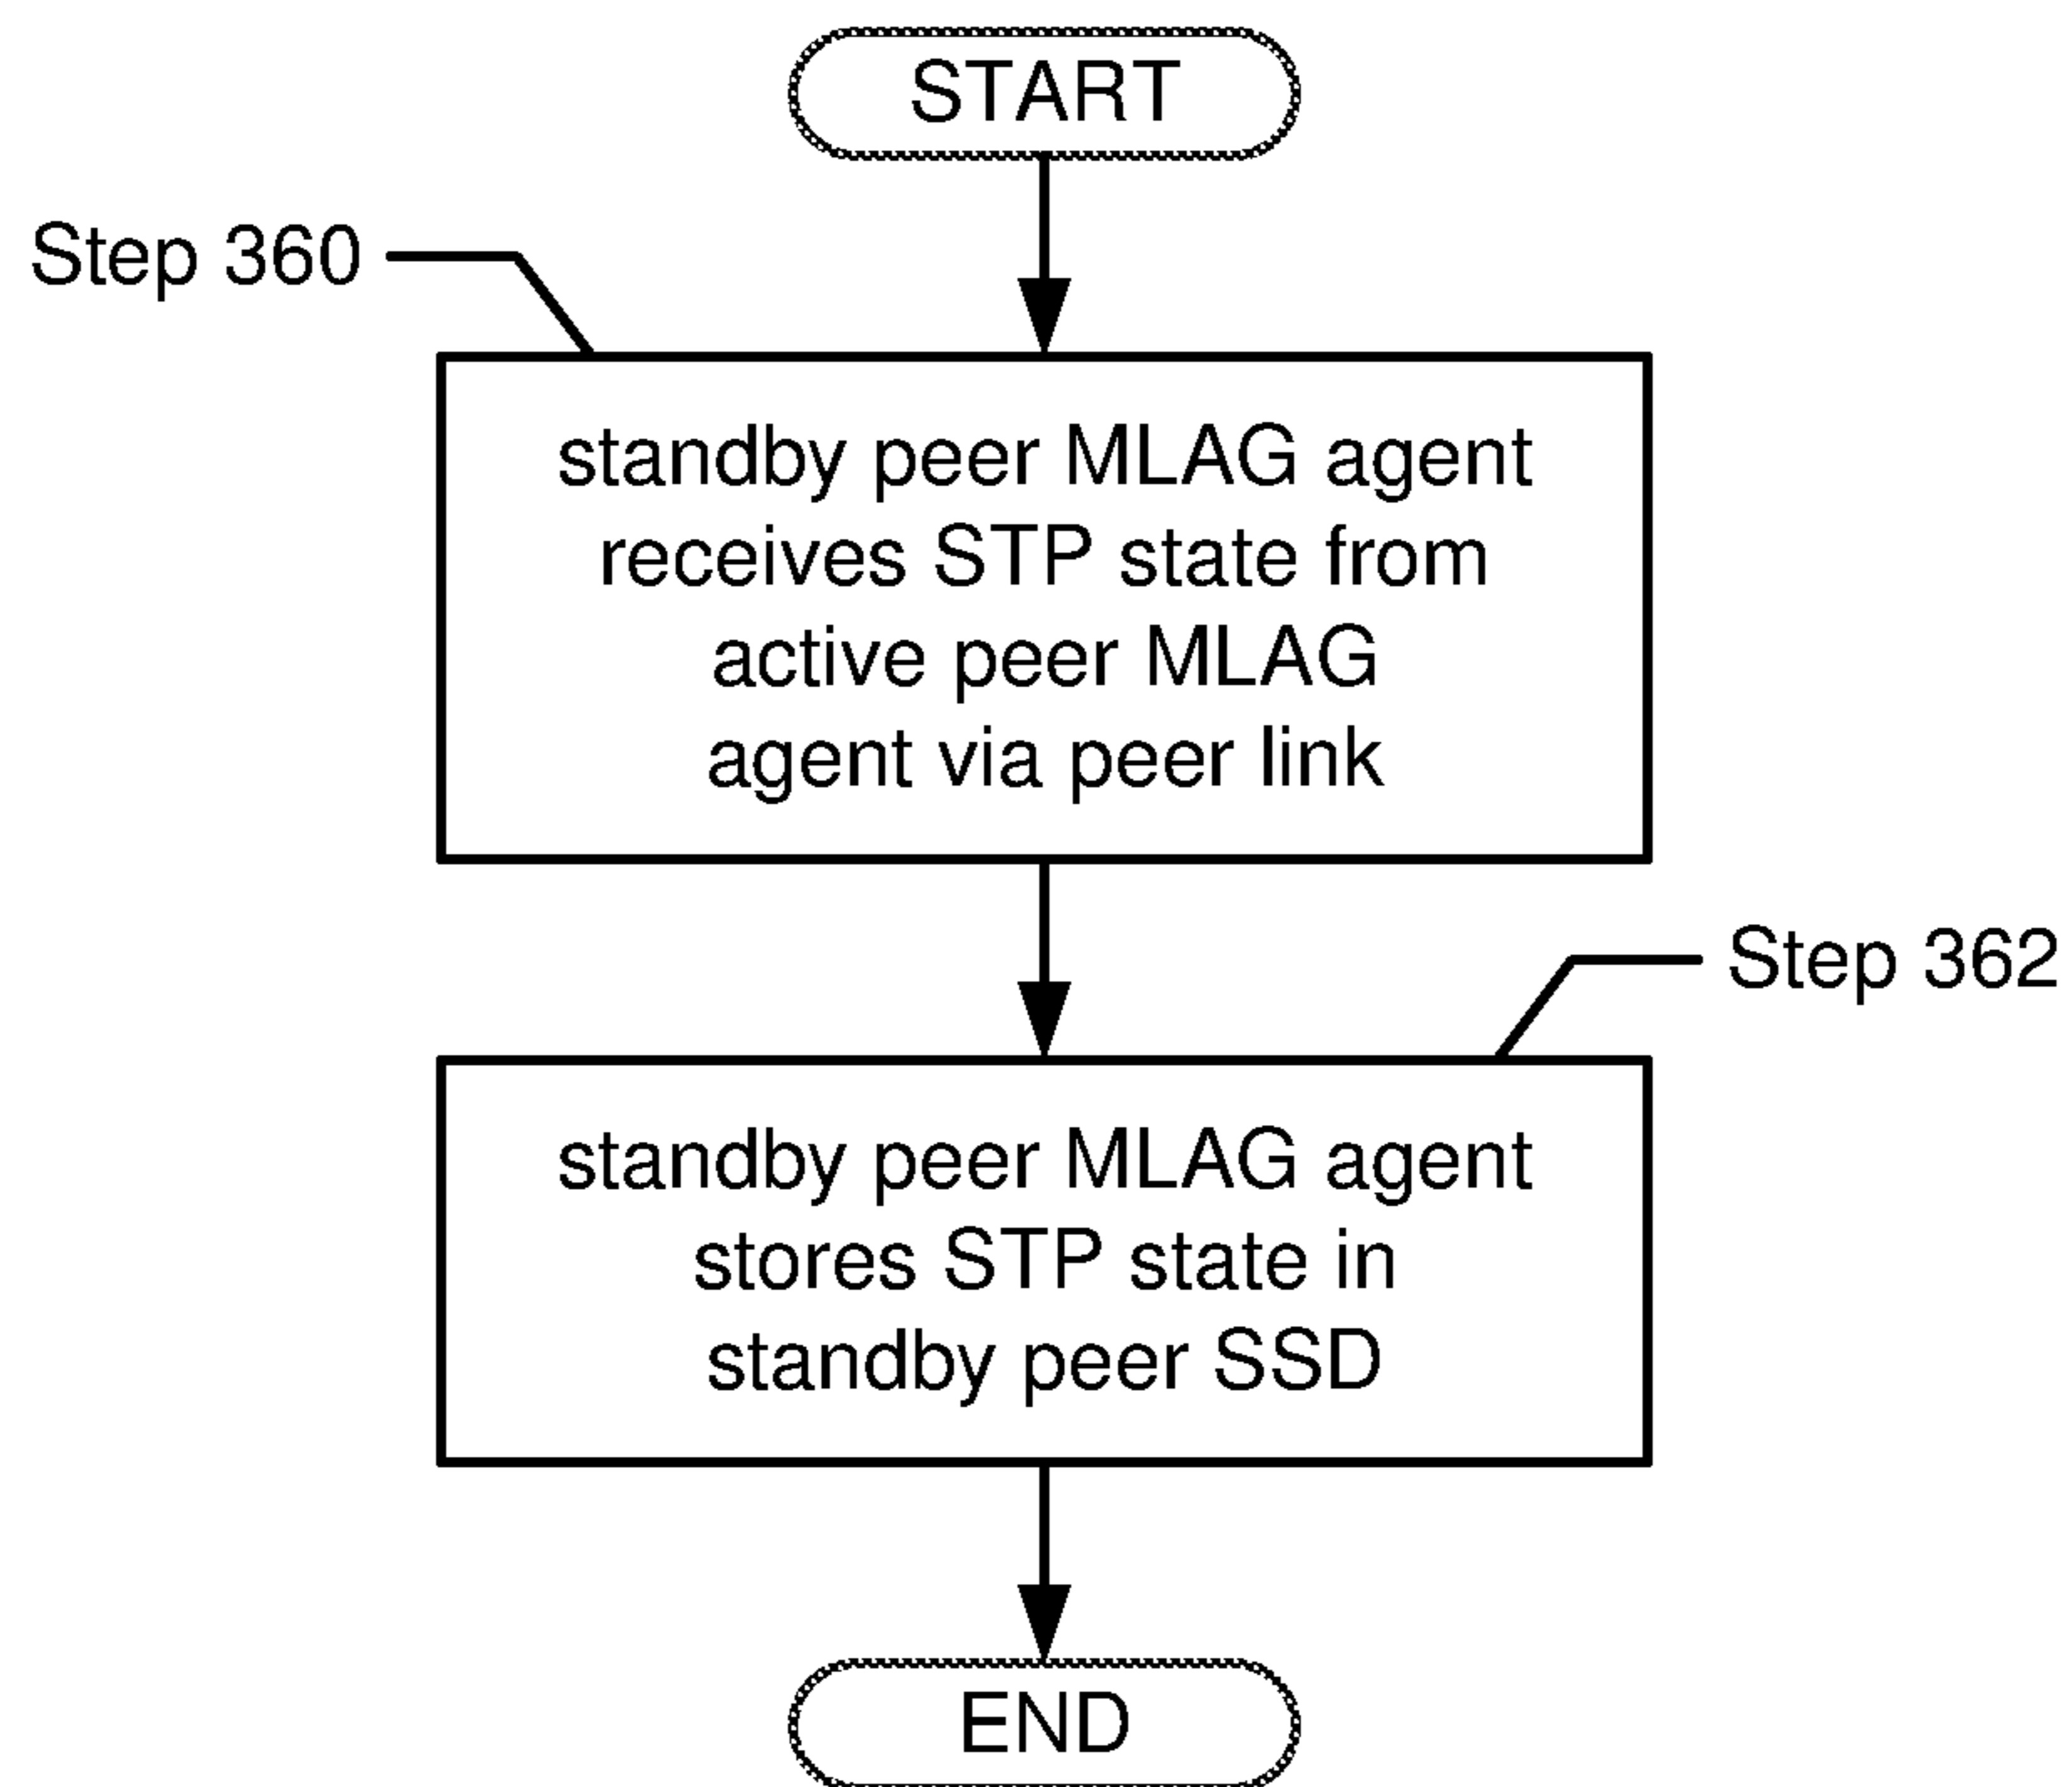 START
Step 360
standby peer MLAG agent
receives STP state from
active peer MLAG
agent via peer link
Step 362
standby peer MLAG agent
stores STP state in
standby peer SSD
END